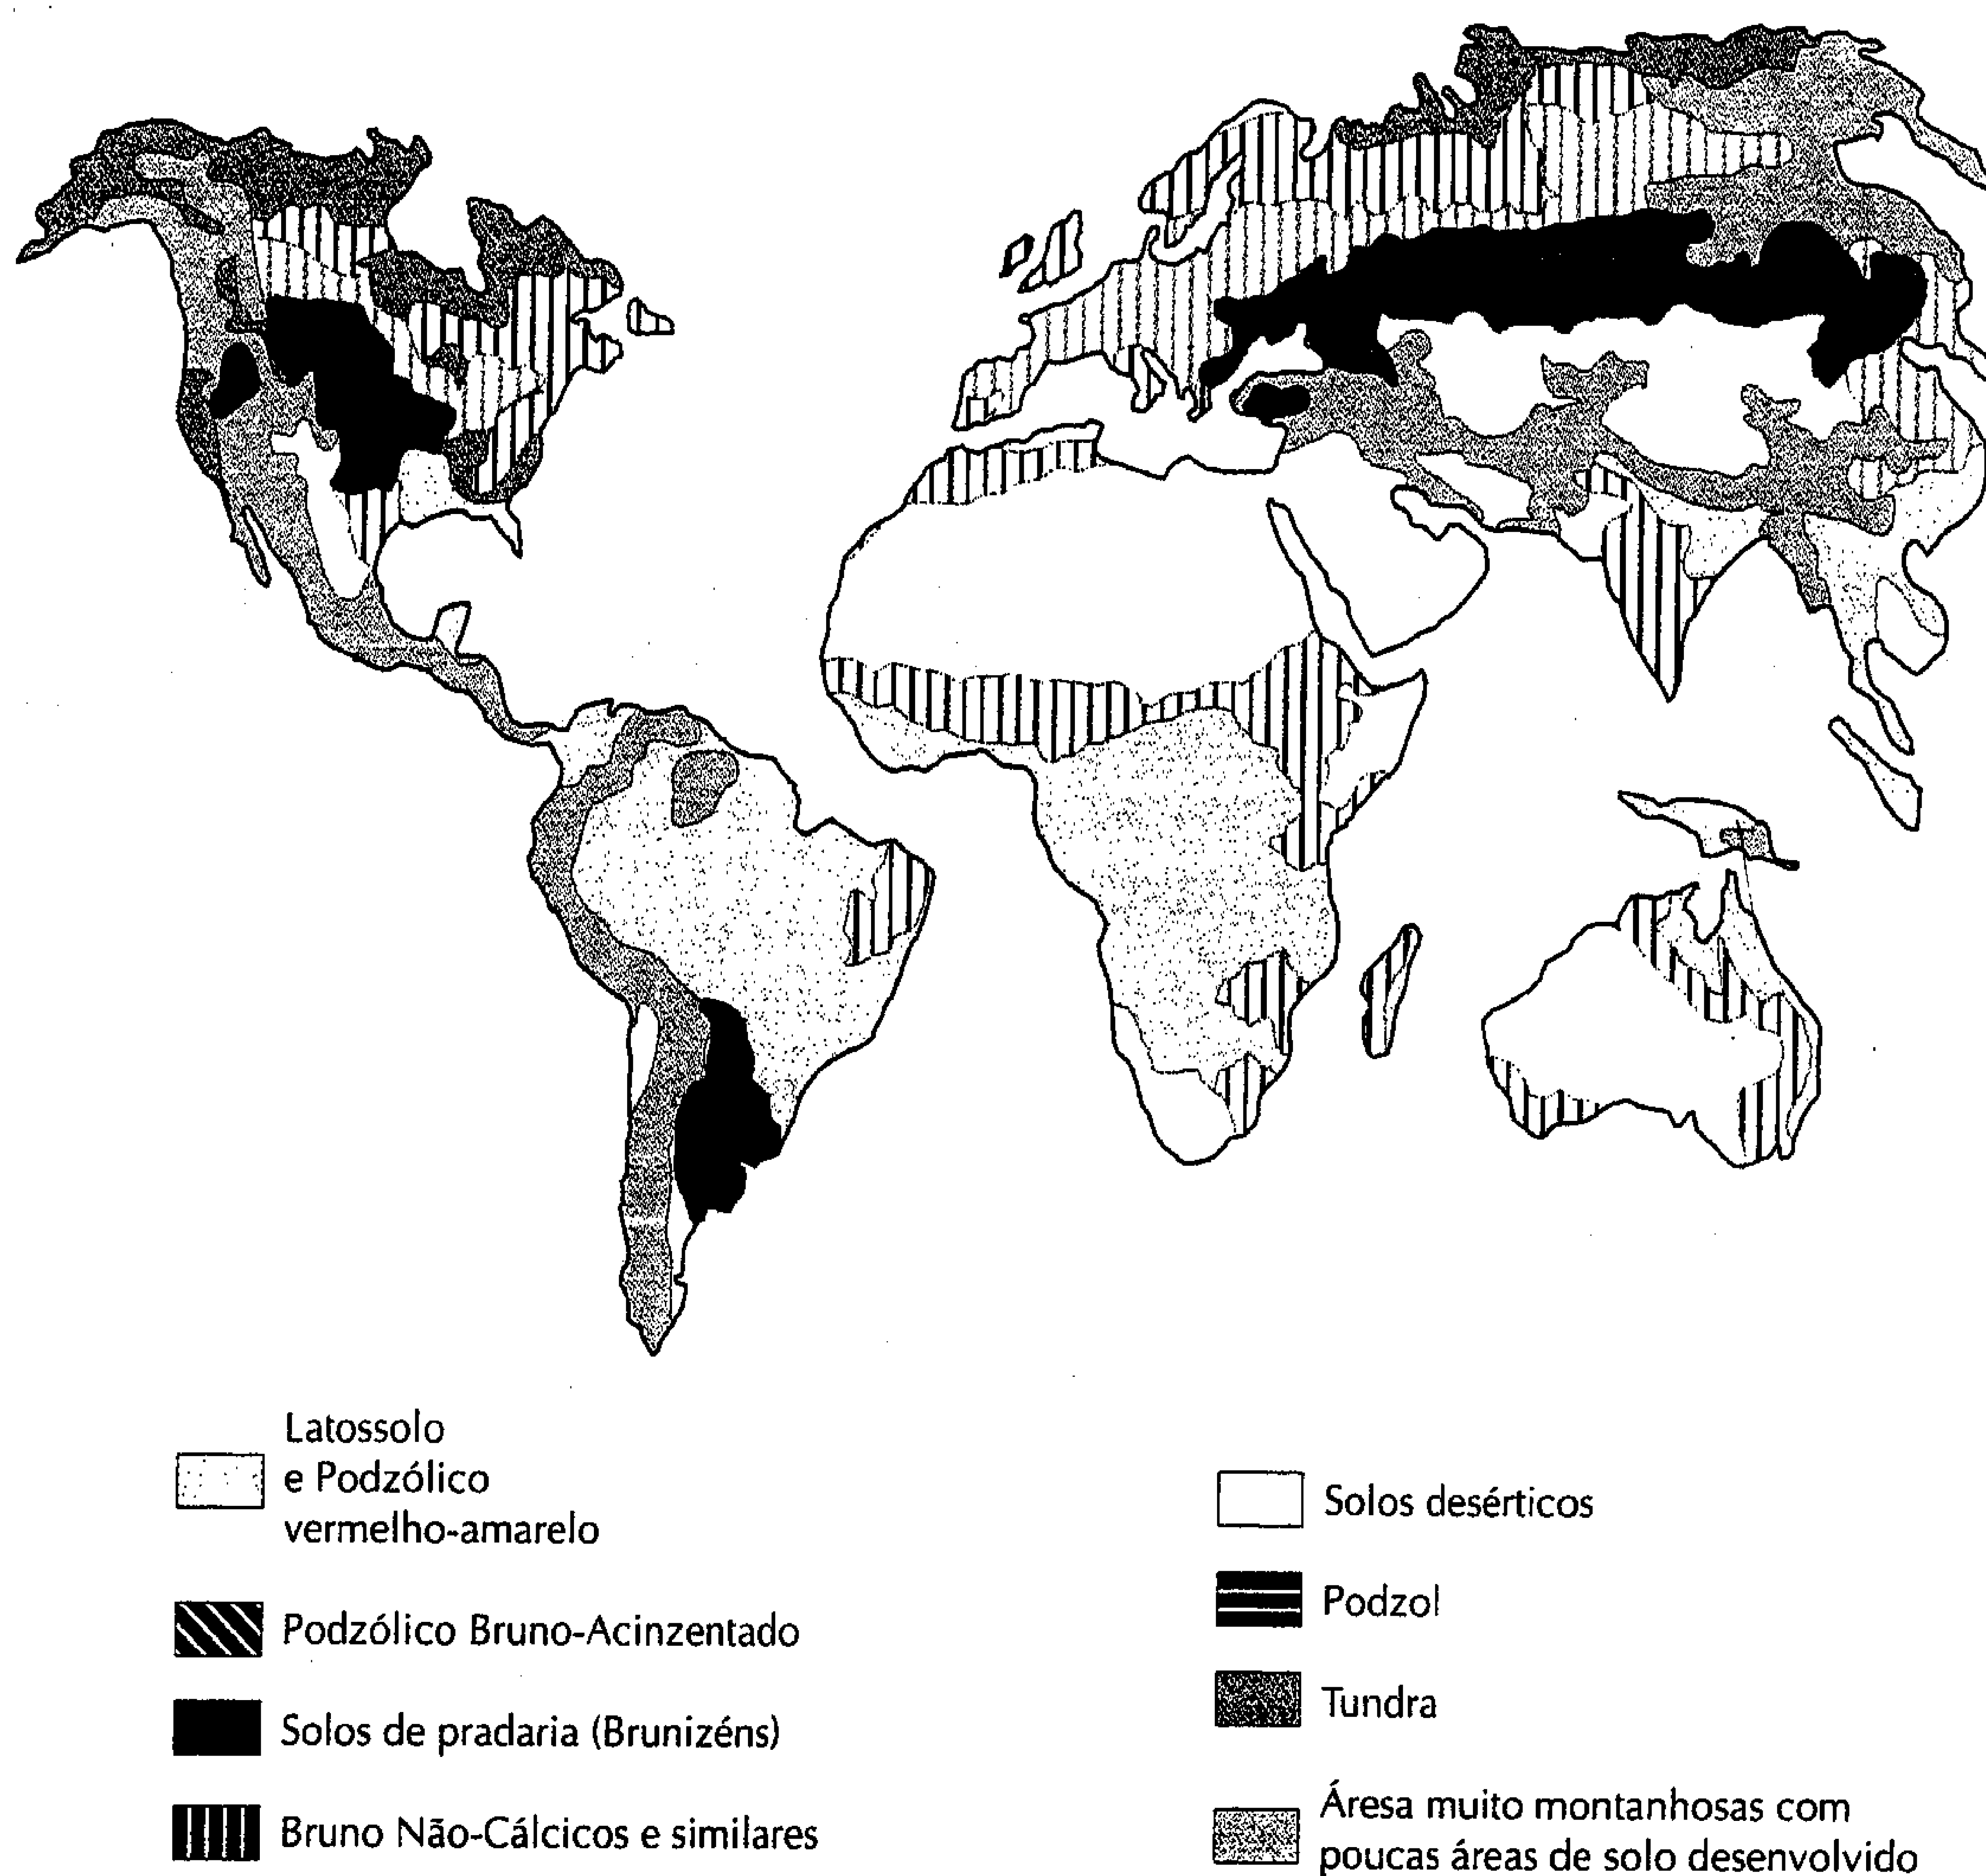 Latossolo
e Podzólico
vermelho-amarelo
Podzólico Bruno-Acinzentado
Solos de pradaria (Brunizéns)
Bruno Não-Cálcicos e similares
Solos desérticos
Podzol
Tundra
Áresa muito montanhosas com
poucas áreas de solo desenvolvido